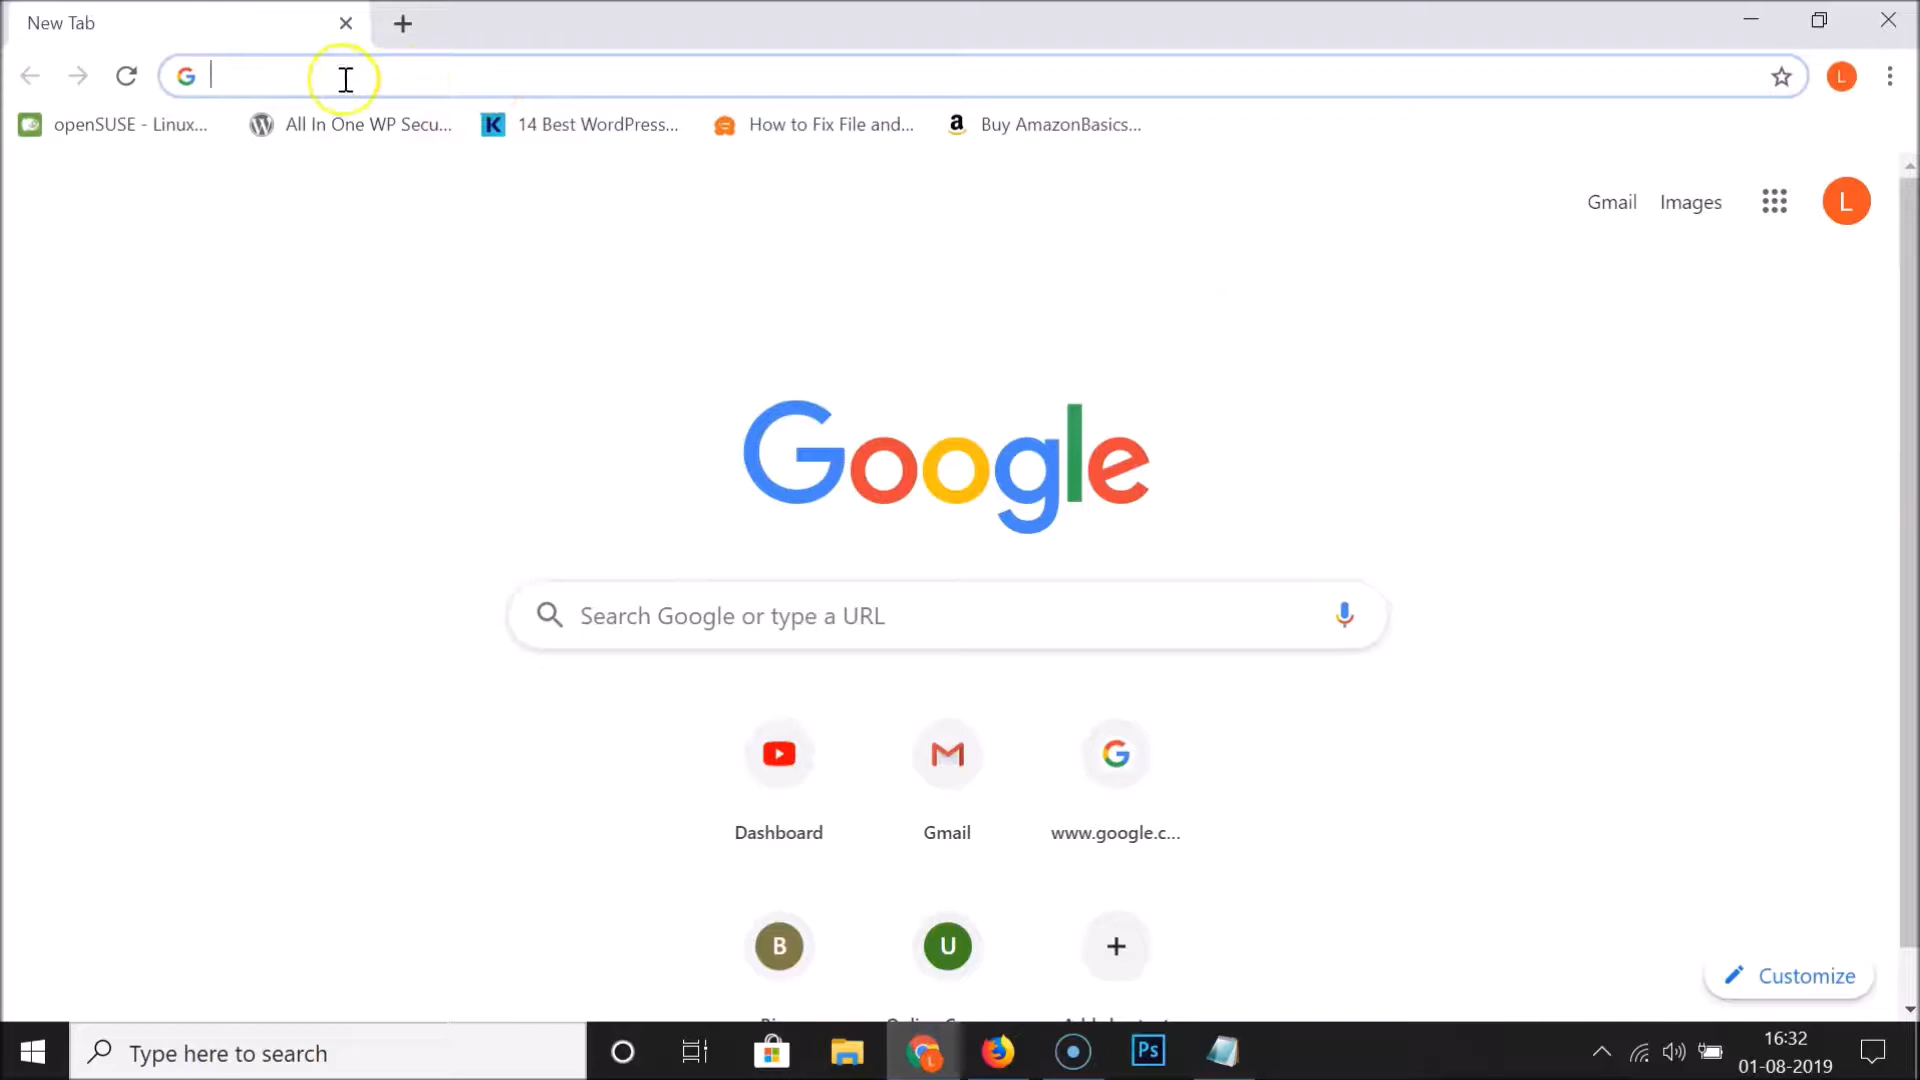 New Tab
openSUSE - Linux...
All In One WP Secu...
14 Best WordPress...
How to Fix File and...
Buy AmazonBasics...
Gmail
Images
L
L
Google
Search Google or type a URL
Dashboard
Gmail
www.google.c...
B
U
Customize
Type here to search
Ps
16:32
01-08-2019